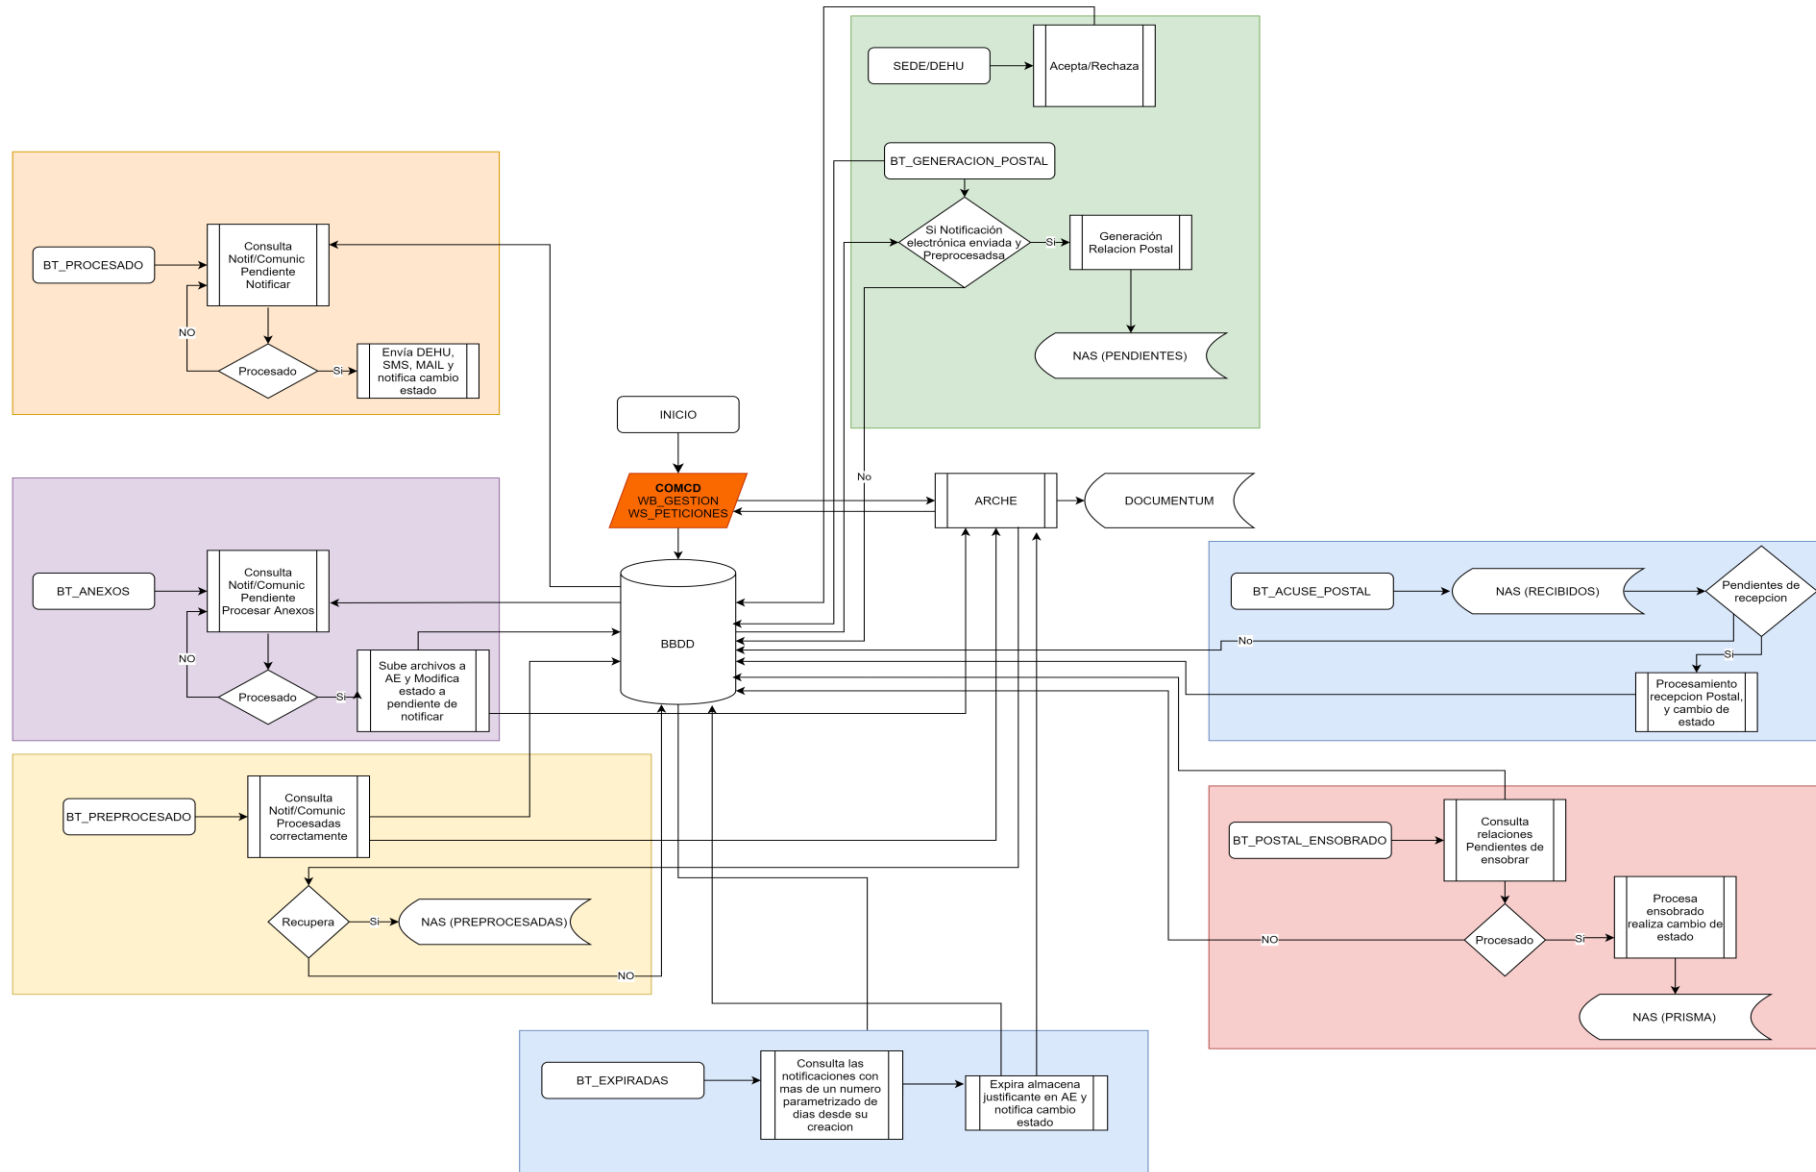 SEDE/DEHU
Acepta/Rechaza
BT_GENERACION_POSTAL
Si Notificación
electrónica enviada y
Preprocesadsa
Si
Generación
Relacion Postal
NAS (PENDIENTES)
No
BT_PROCESADO
Consulta
Notif/Comunic
Pendiente
Notificar
NO
Procesado
Si
Envía DEHU,
SMS, MAIL y
notifica cambio
estado
INICIO
COMCD
WB_GESTION
WS_PETICIONES
ARCHE
DOCUMENTUM
BBDD
BT_ANEXOS
Consulta
Notif/Comunic
Pendiente
Procesar Anexos
NO
Procesado
Si
Sube archivos a
AE y Modifica
estado a
pendiente de
notificar
BT_ACUSE_POSTAL
NAS (RECIBIDOS)
Pendientes de
recepcion
No
Si
Procesamiento
recepcion Postal,
y cambio de
estado
BT_PREPROCESADO
Consulta
Notif/Comunic
Procesadas
correctamente
Recupera
Si
NAS (PREPROCESADAS)
NO
BT_POSTAL_ENSOBRADO
Consulta
relaciones
Pendientes de
ensobrar
Procesado
NO
Si
Procesa
ensobrado
realiza cambio de
estado
NAS (PRISMA)
BT_EXPIRADAS
Consulta las
notificaciones con
mas de un numero
parametrizado de
dias desde su
creacion
Expira almacena
justificante en AE y
notifica cambio
estado